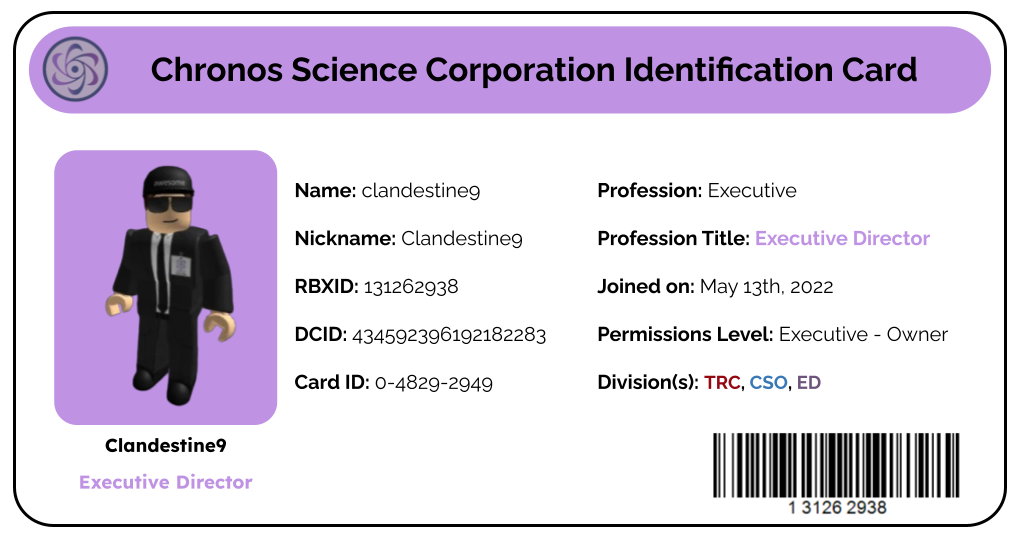 Chronos Science Corporation Identification Card
awesome
Name: clandestine9
Nickname: Clandestine9
RBXID: 131262938
DCID: 434592396192182283
Card ID: 0-4829-2949
Profession: Executive
Profession Title: Executive Director
Joined on: May 13th, 2022
Permissions Level: Executive - Owner
Division(s): TRC, CSO, ED
Clandestine9
Executive Director
1 3126 2938